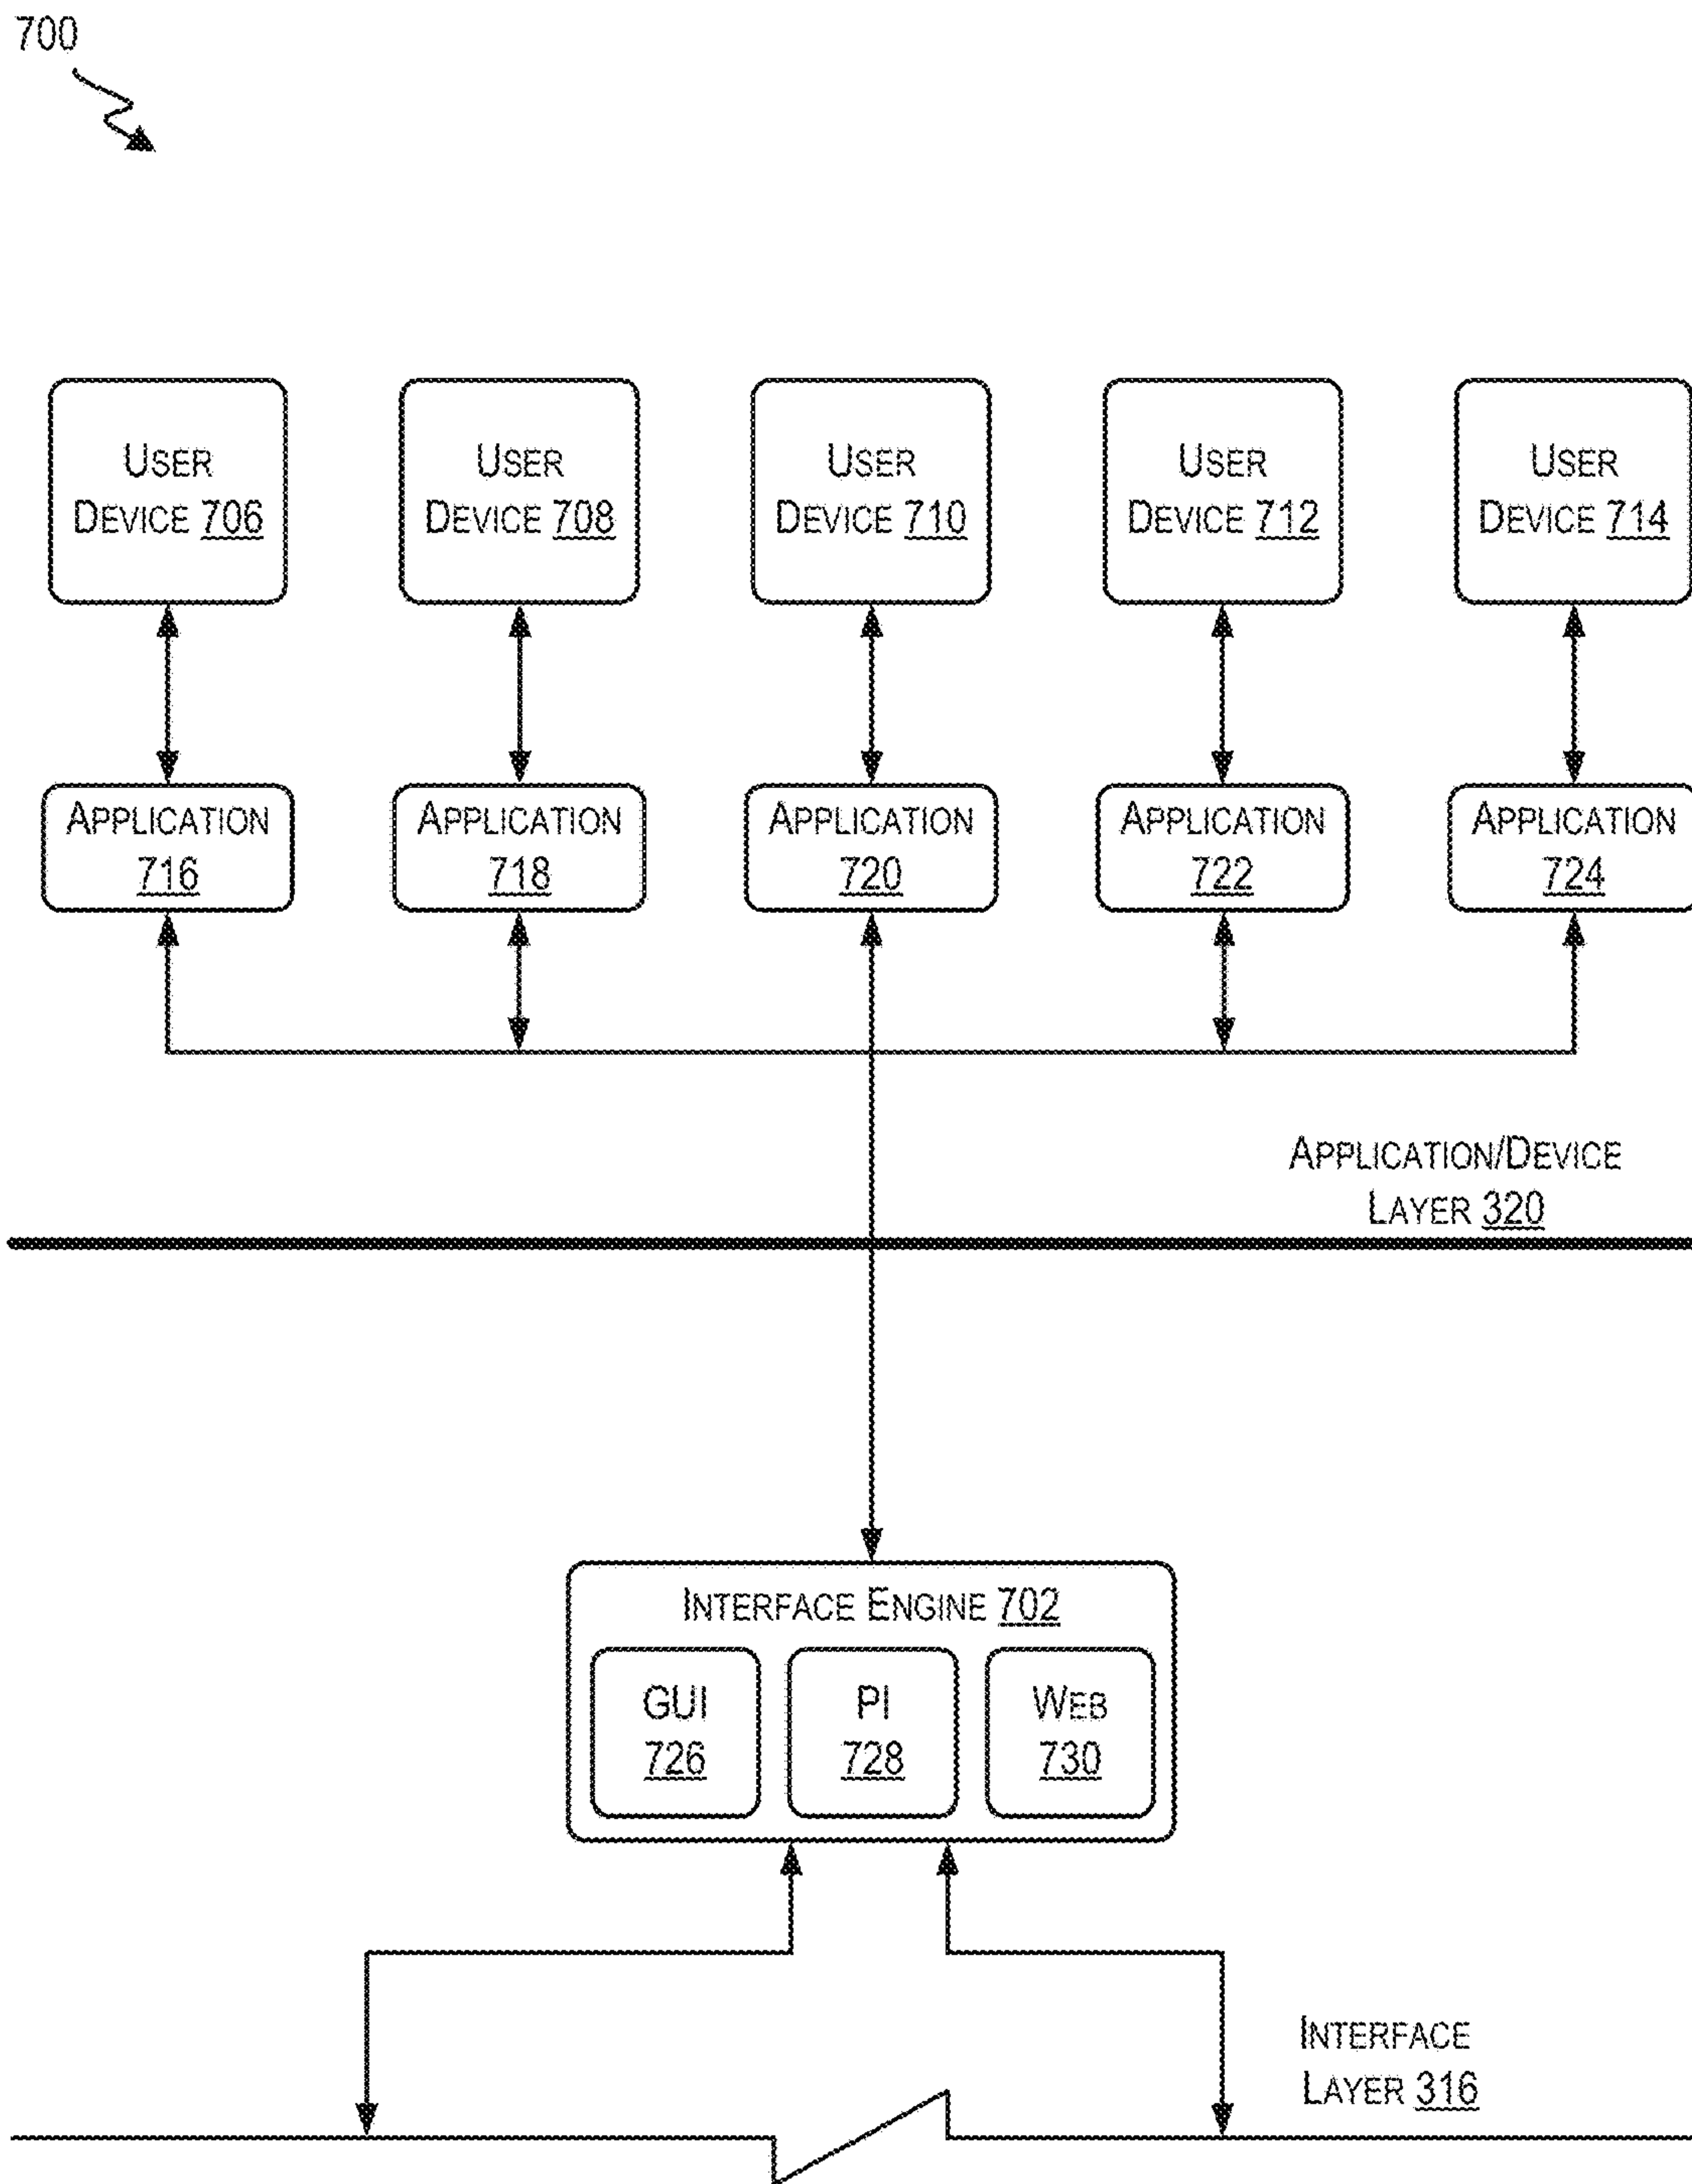 700
USER
DEVICE 706
USER
DEVICE 708
USER
DEVICE 710
USER
DEVICE 712
USER
DEVICE 714
APPLICATION
716
APPLICATION
718
APPLICATION
720
APPLICATION
722
APPLICATION
724
APPLICATION/DEVICE
LAYER 320
INTERFACE ENGINE 702
GUI
726
PI
728
WEB
730
INTERFACE
LAYER 316